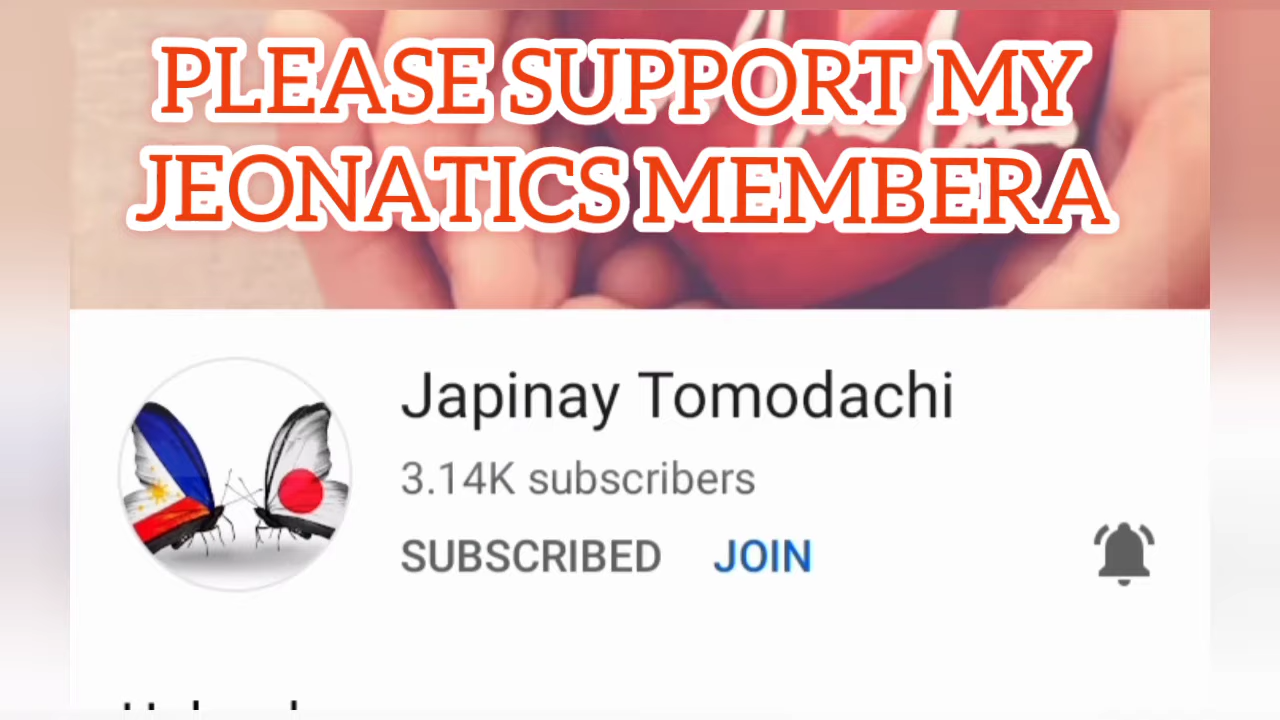 PLEASE SUPPORT MY
JEONATICS MEMBERA
Japinay Tomodachi
3.14K subscribers
SUBSCRIBED JOIN